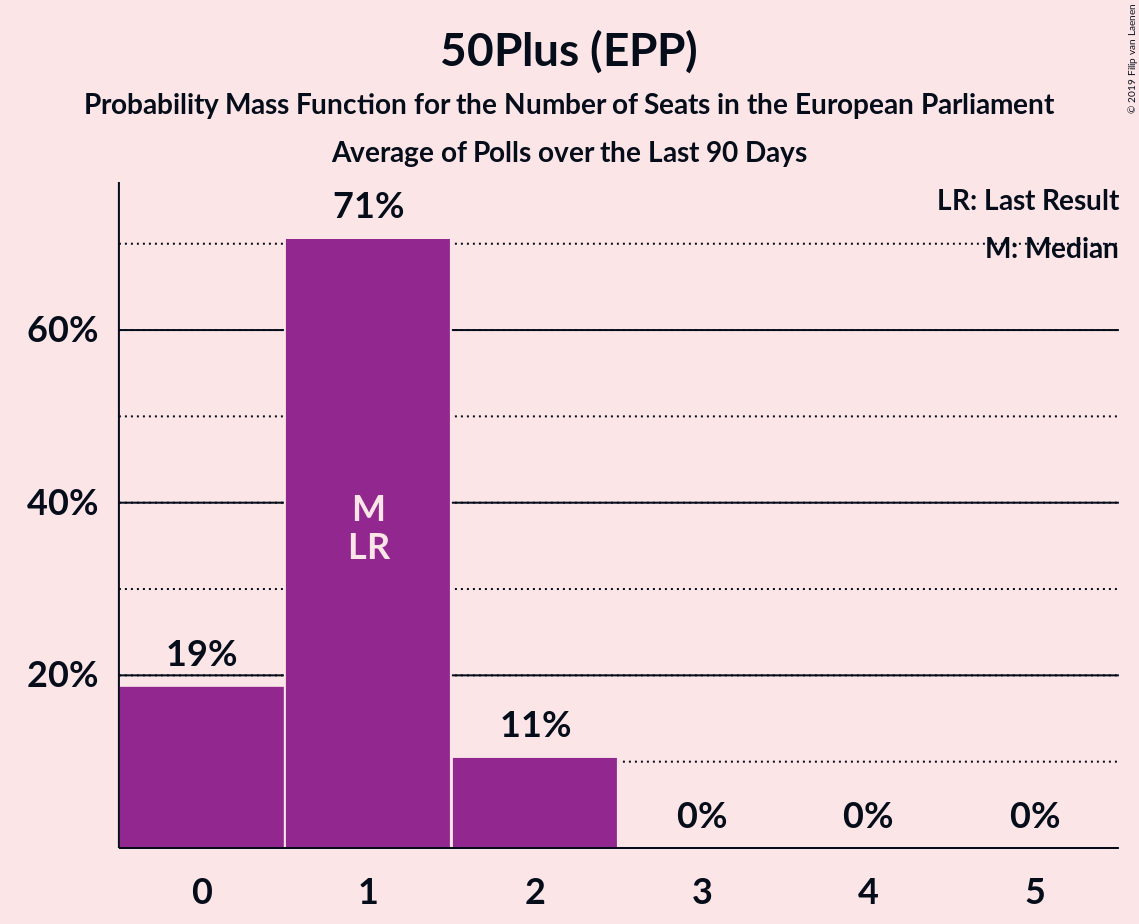 50Plus (EPP)
Probability Mass Function for the Number of Seats in the European Parliament
Average of Polls over the Last 90 Days
© 2019 Filip van Laenen
LR: Last Result
M: Median
71%
60%
40%
M
LR
19%
20%
11%
0% 0% 0%
0 1 2 3 4 5